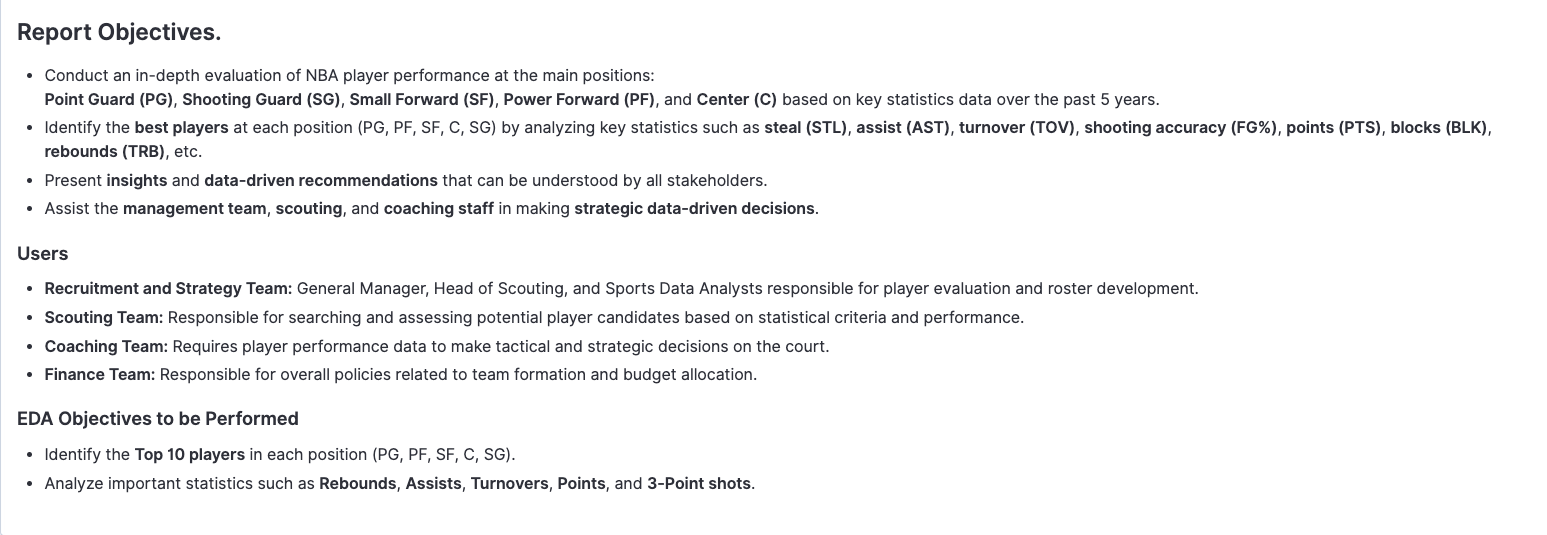 Report Objectives.
• Conduct an in-depth evaluation of NBA player performance at the main positions:
Point Guard (PG), Shooting Guard (SG), Small Forward (SF), Power Forward (PF), and Center (C) based on key statistics data over the past 5 years.
• Identify the best players at each position (PG, PF, SF, C, SG) by analyzing key statistics such as steal (STL), assist (AST), turnover (TOV), shooting accuracy (FG%), points (PTS), blocks (BLK),
rebounds (TRB), etc.
• Present insights and data-driven recommendations that can be understood by all stakeholders.
• Assist the management team, scouting, and coaching staff in making strategic data-driven decisions.
Users
• Recruitment and Strategy Team: General Manager, Head of Scouting, and Sports Data Analysts responsible for player evaluation and roster development.
• Scouting Team: Responsible for searching and assessing potential player candidates based on statistical criteria and performance.
• Coaching Team: Requires player performance data to make tactical and strategic decisions on the court.
• Finance Team: Responsible for overall policies related to team formation and budget allocation.
EDA Objectives to be Performed
• Identify the Top 10 players in each position (PG, PF, SF, C, SG).
• Analyze important statistics such as Rebounds, Assists, Turnovers, Points, and 3-Point shots.